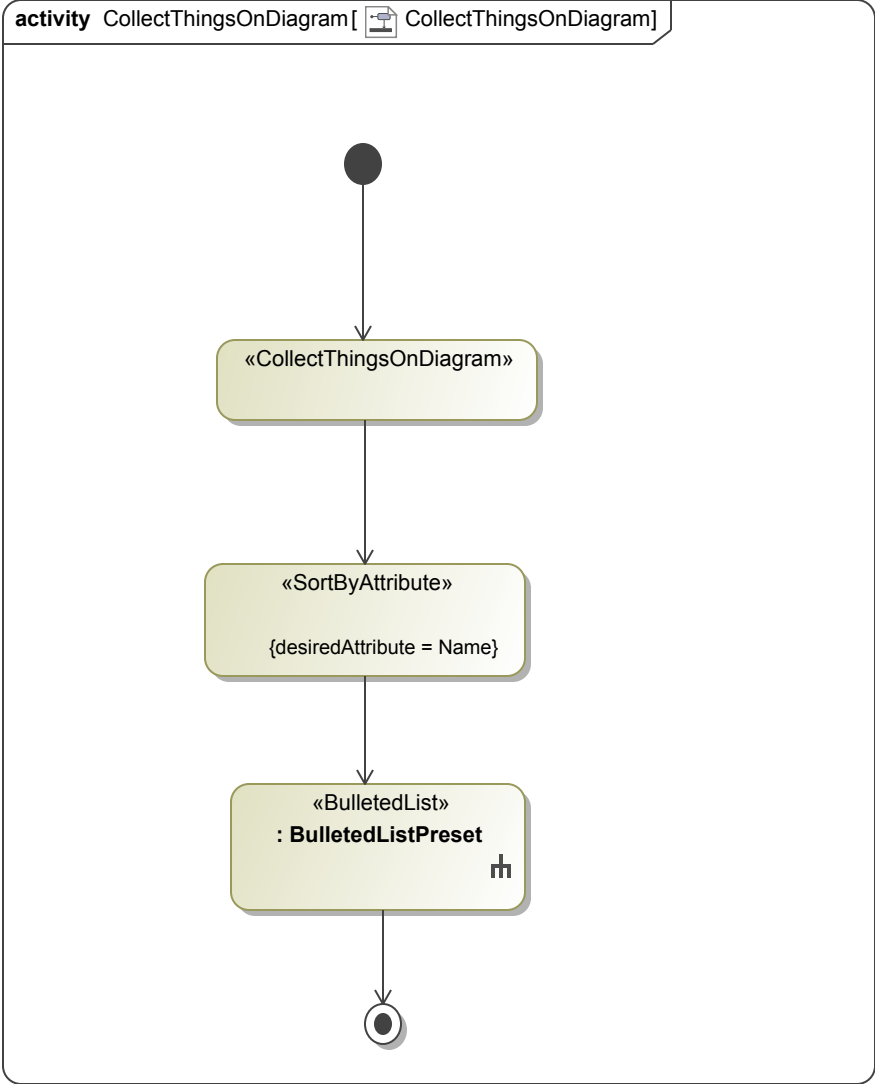 activity CollectThingsOnDiagram[ CollectThingsOnDiagram]
«CollectThingsOnDiagram»
«SortByAttribute»
{desiredAttribute = Name}
«BulletedList»
: BulletedListPreset